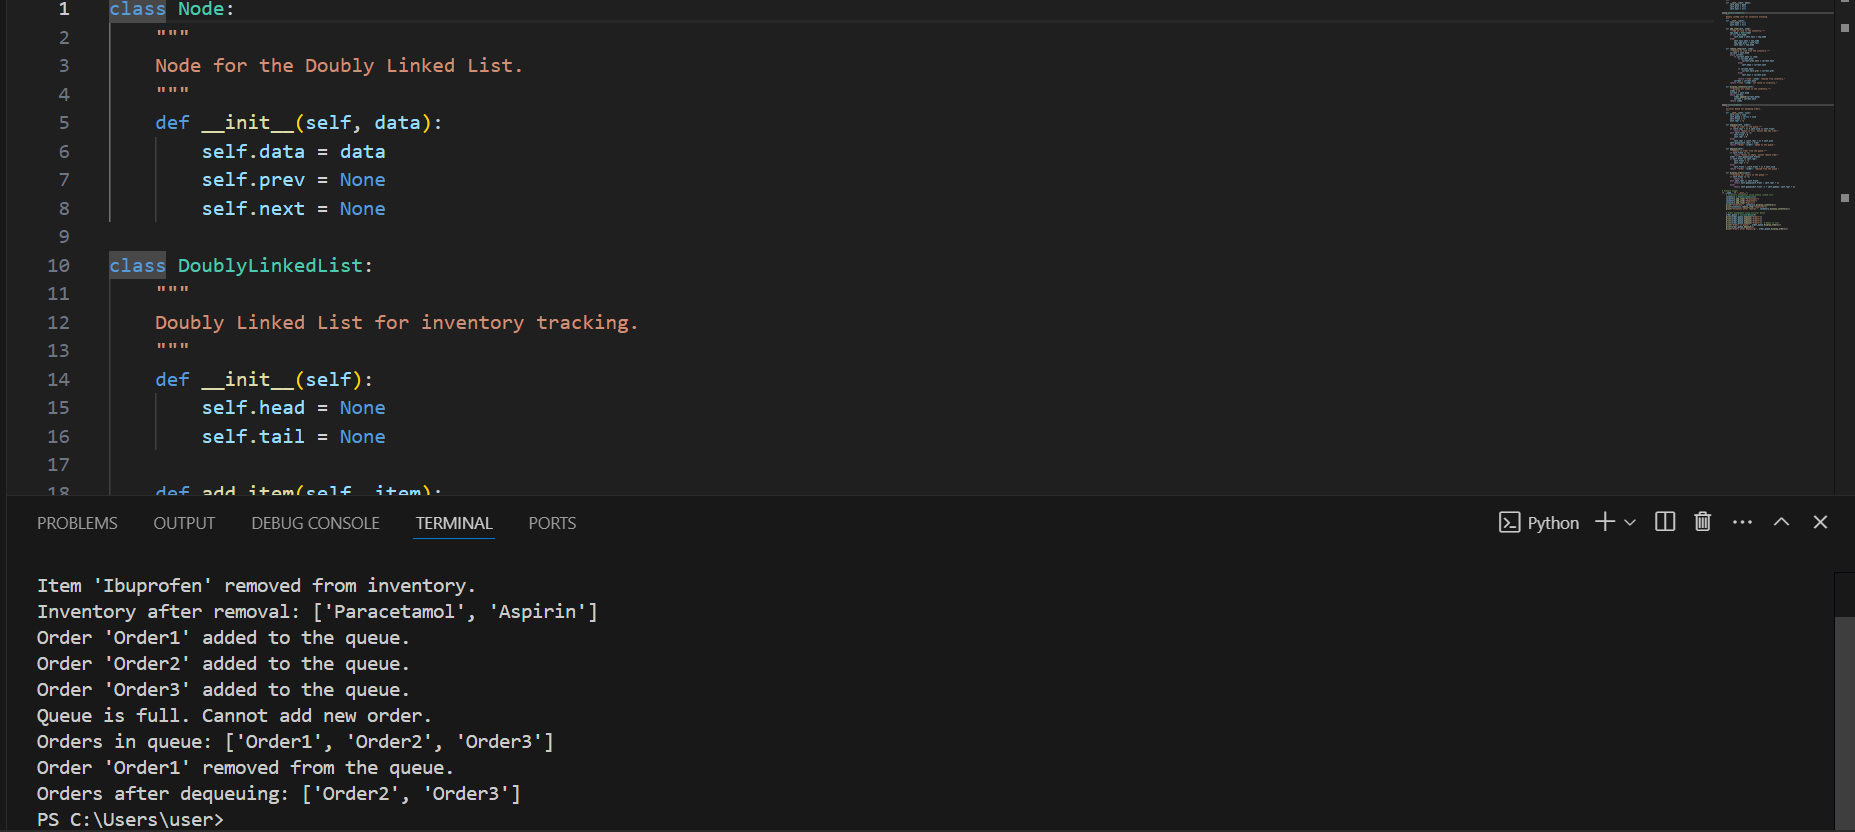 1 class Node:
2 """
3 Node for the Doubly Linked List.
4 """
5 def __init__(self, data):
6 self.data = data
7 self.prev = None
8 self.next = None
9
10 class DoublyLinkedList:
11 """
12 Doubly Linked List for inventory tracking.
13 """
14 def __init__(self):
15 self.head = None
16 self.tail = None
17
18 def add_item(self, item):
PROBLEMS OUTPUT DEBUG CONSOLE TERMINAL PORTS Python
Item 'Ibuprofen' removed from inventory.
Inventory after removal: ['Paracetamol', 'Aspirin']
Order 'Order1' added to the queue.
Order 'Order2' added to the queue.
Order 'Order3' added to the queue.
Queue is full. Cannot add new order.
Orders in queue: ['Order1', 'Order2', 'Order3']
Order 'Order1' removed from the queue.
Orders after dequeuing: ['Order2', 'Order3']
PS C:\Users\user>